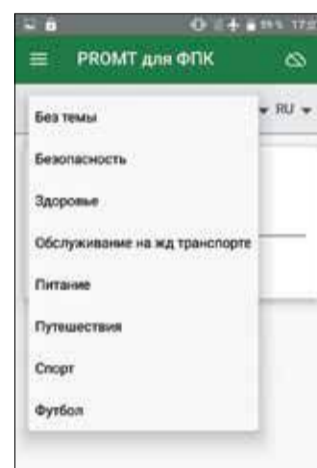 PROMT для ФПК
RU
Без темы
Безопасность
Здоровье
Обслуживание на жд транспорте
Питание
Путешествия
Спорт
Футбол